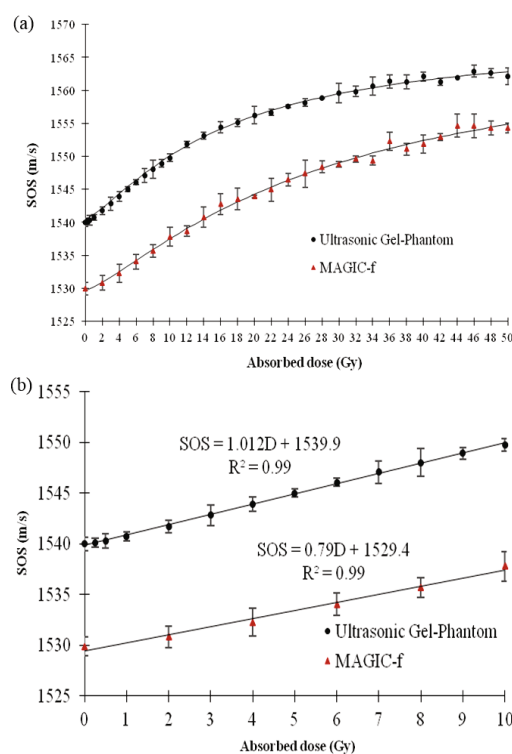 (a)
1570
1565
1560
1555
1550
1545
1540
1535
1530
1525
SOS (m/s)
Ultrasonic Gel-Phantom
MAGIC-f
0 2 4 6 8 10 12 14 16 18 20 22 24 26 28 30 32 34 36 38 40 42 44 46 48 50
Absorbed dose (Gy)
(b)
1555
1550
1545
1540
1535
1530
1525
SOS (m/s)
SOS = 1.012D + 1539.9
R² = 0.99
SOS = 0.79D + 1529.4
R² = 0.99
Ultrasonic Gel-Phantom
MAGIC-f
0 1 2 3 4 5 6 7 8 9 10
Absorbed dose (Gy)